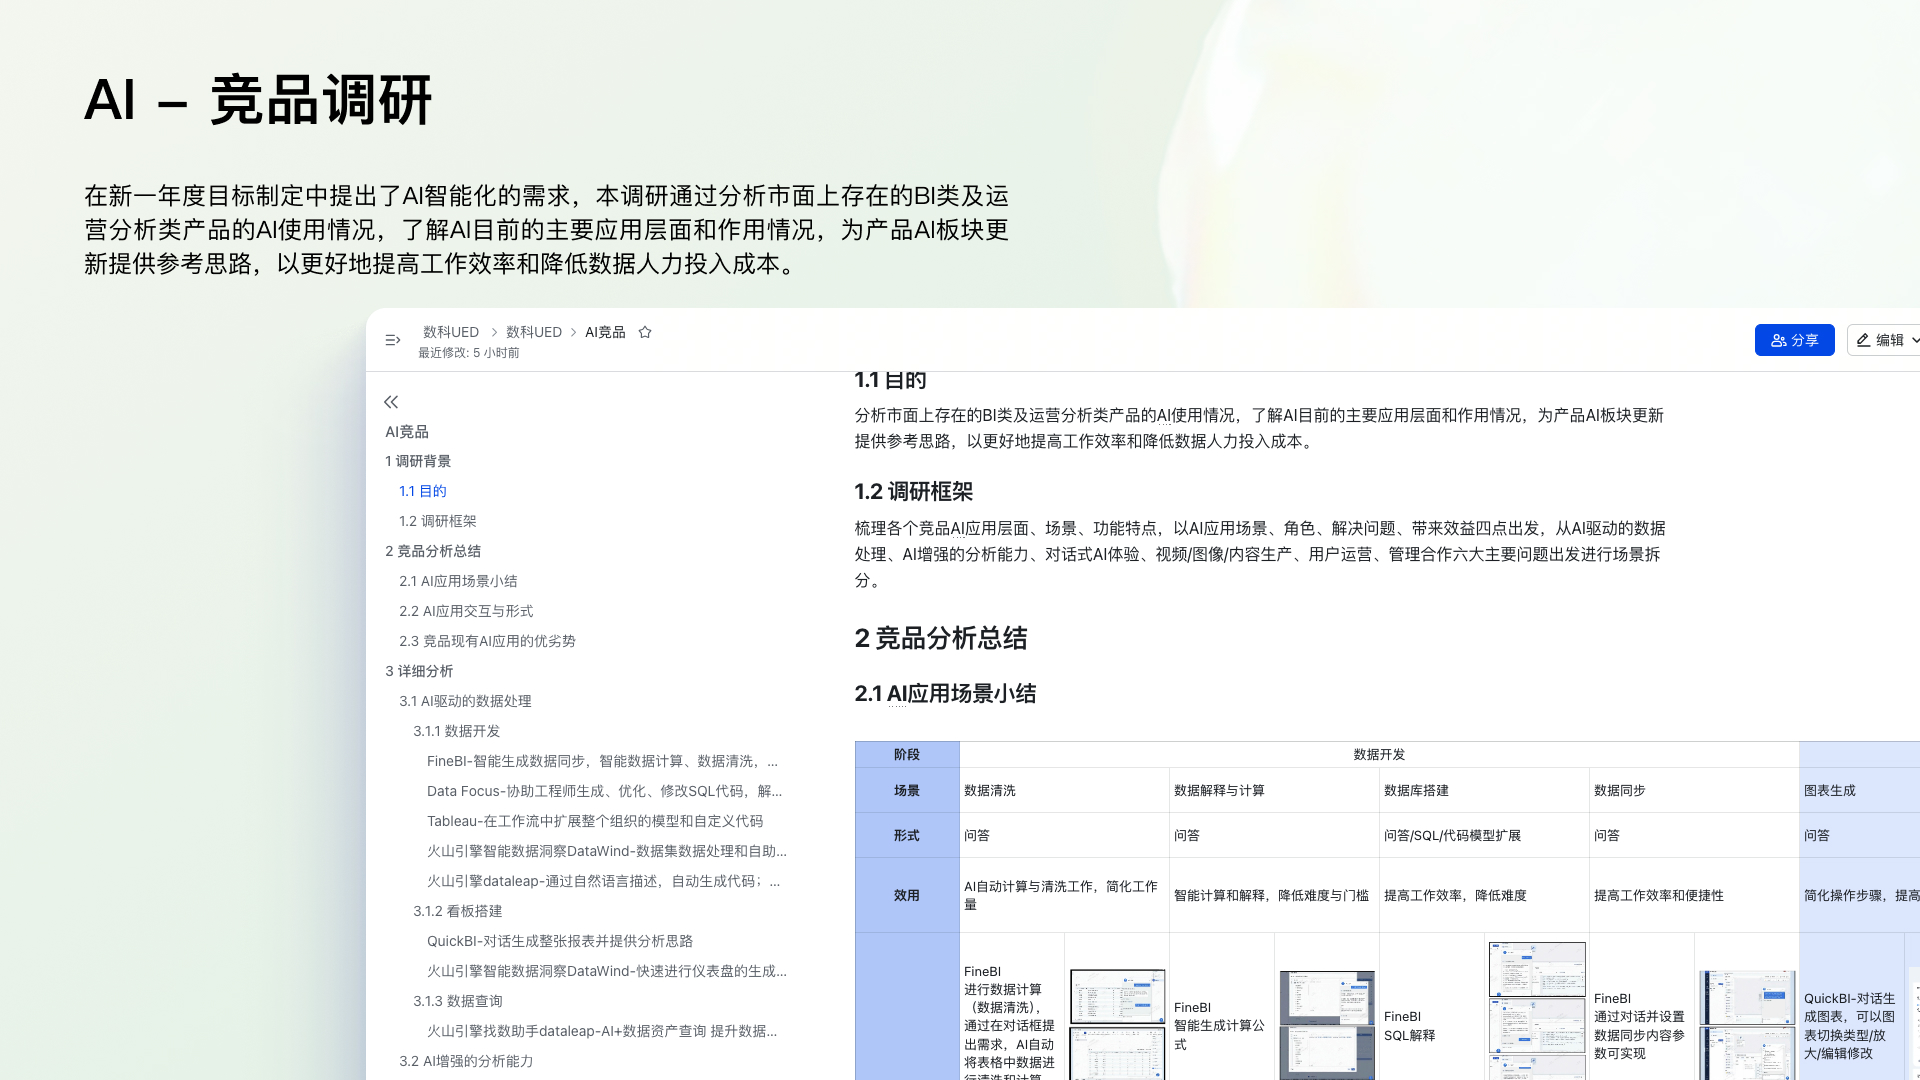 AI – 竞品调研
在新一年度目标制定中提出了AI智能化的需求，本调研通过分析市面上存在的BI类及运
营分析类产品的AI使用情况，了解AI目前的主要应用层面和作用情况，为产品AI板块更
新提供参考思路，以更好地提高工作效率和降低数据人力投入成本。
数科UED > 数科UED > AI竞品
最近修改: 5 小时前
分享
编辑
AI竞品
1 调研背景
1.1 目的
1.2 调研框架
2 竞品分析总结
2.1 AI应用场景小结
2.2 AI应用交互与形式
2.3 竞品现有AI应用的优劣势
3 详细分析
3.1 AI驱动的数据处理
3.1.1 数据开发
FineBI-智能生成数据同步，智能数据计算、数据清洗，...
Data Focus-协助工程师生成、优化、修改SQL代码，解...
Tableau-在工作流中扩展整个组织的模型和自定义代码
火山引擎智能数据洞察DataWind-数据集数据处理和自助...
火山引擎dataleap-通过自然语言描述，自动生成代码；...
3.1.2 看板搭建
QuickBI-对话生成整张报表并提供分析思路
火山引擎智能数据洞察DataWind-快速进行仪表盘的生成...
3.1.3 数据查询
火山引擎找数助手dataleap-AI+数据资产查询 提升数据...
3.2 AI增强的分析能力
1.1 目的
分析市面上存在的BI类及运营分析类产品的AI使用情况，了解AI目前的主要应用层面和作用情况，为产品AI板块更新
提供参考思路，以更好地提高工作效率和降低数据人力投入成本。
1.2 调研框架
梳理各个竞品AI应用层面、场景、功能特点，以AI应用场景、角色、解决问题、带来效益四点出发，从AI驱动的数据
处理、AI增强的分析能力、对话式AI体验、视频/图像/内容生产、用户运营、管理合作六大主要问题出发进行场景拆
分。
2 竞品分析总结
2.1 AI应用场景小结
阶段 数据开发
场景 数据清洗 数据解释与计算 数据库搭建 数据同步 图表生成
形式 问答 问答 问答/SQL/代码模型扩展 问答 问答
效用 AI自动计算与清洗工作，简化工作
量
智能计算和解释，降低难度与门槛 提高工作效率，降低难度 提高工作效率和便捷性 简化操作步骤，提高
FineBI
进行数据计算
（数据清洗），
通过在对话框提
出需求，AI自动
将表格中数据进
行清洗和计算
FineBI
智能生成计算公
式
FineBI
SQL解释
FineBI
通过对话并设置
数据同步内容参
数可实现
QuickBI-对话生
成图表，可以图
表切换类型/放
大/编辑修改